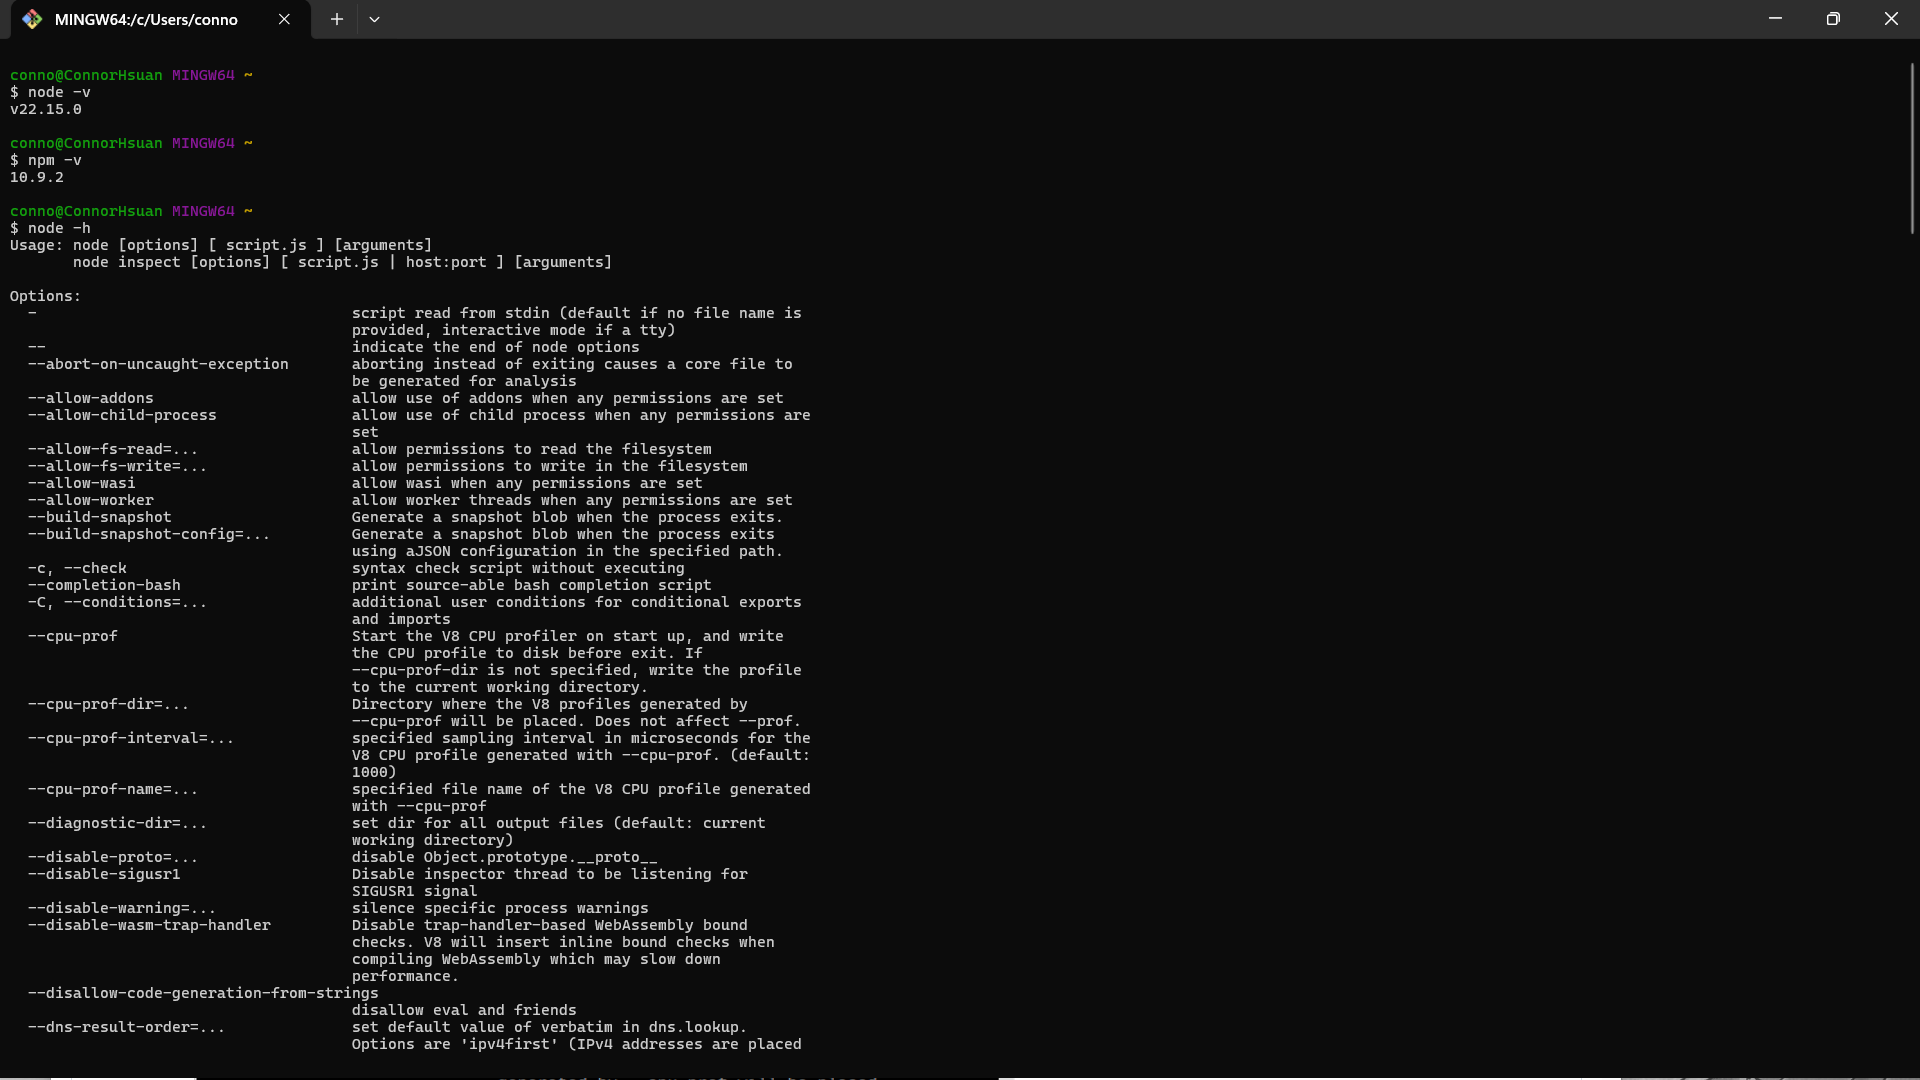 MINGW64:/c/Users/conno
conno@ConnorHsuan MINGW64 ~
$ node -v
v22.15.0
conno@ConnorHsuan MINGW64 ~
$ npm -v
10.9.2
conno@ConnorHsuan MINGW64 ~
$ node -h
Usage: node [options] [ script.js ] [arguments]
node inspect [options] [ script.js | host:port ] [arguments]
Options:
- script read from stdin (default if no file name is
provided, interactive mode if a tty)
-- indicate the end of node options
--abort-on-uncaught-exception aborting instead of exiting causes a core file to
be generated for analysis
--allow-addons allow use of addons when any permissions are set
--allow-child-process allow use of child process when any permissions are
set
--allow-fs-read=... allow permissions to read the filesystem
--allow-fs-write=... allow permissions to write in the filesystem
--allow-wasi allow wasi when any permissions are set
--allow-worker allow worker threads when any permissions are set
--build-snapshot Generate a snapshot blob when the process exits.
--build-snapshot-config=... Generate a snapshot blob when the process exits
using aJSON configuration in the specified path.
-c, --check syntax check script without executing
--completion-bash print source-able bash completion script
-C, --conditions=... additional user conditions for conditional exports
and imports
--cpu-prof Start the V8 CPU profiler on start up, and write
the CPU profile to disk before exit. If
--cpu-prof-dir is not specified, write the profile
to the current working directory.
--cpu-prof-dir=... Directory where the V8 profiles generated by
--cpu-prof will be placed. Does not affect --prof.
--cpu-prof-interval=... specified sampling interval in microseconds for the
V8 CPU profile generated with --cpu-prof. (default:
1000)
--cpu-prof-name=... specified file name of the V8 CPU profile generated
with --cpu-prof
--diagnostic-dir=... set dir for all output files (default: current
working directory)
--disable-proto=... disable Object.prototype.__proto__
--disable-sigusr1 Disable inspector thread to be listening for
SIGUSR1 signal
--disable-warning=... silence specific process warnings
--disable-wasm-trap-handler Disable trap-handler-based WebAssembly bound
checks. V8 will insert inline bound checks when
compiling WebAssembly which may slow down
performance.
--disallow-code-generation-from-strings
disallow eval and friends
--dns-result-order=... set default value of verbatim in dns.lookup.
Options are 'ipv4first' (IPv4 addresses are placed